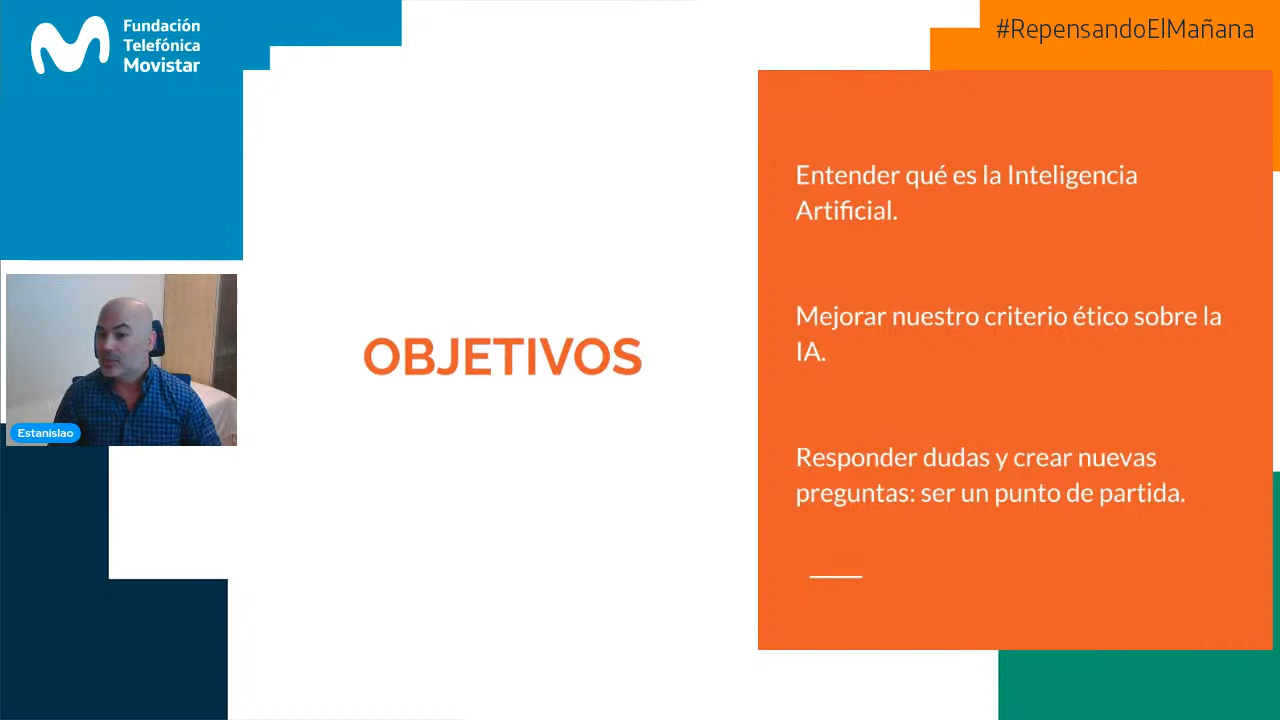 Fundación
Telefónica
Movistar
#RepensandoElMañana
Entender qué es la Inteligencia
Artificial.
Mejorar nuestro criterio ético sobre la
IA.
OBJETIVOS
Estanislao
Responder dudas y crear nuevas
preguntas: ser un punto de partida.